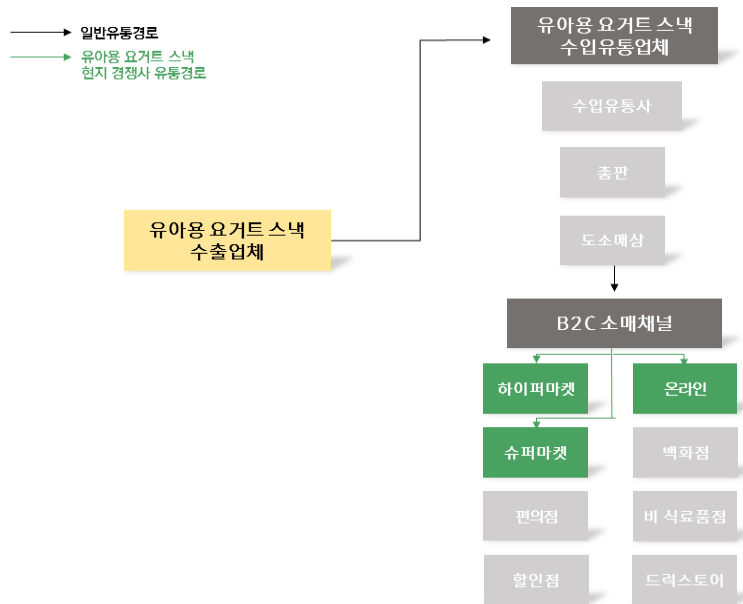 일반유통경로
유아용 요거트 스낵
현지 경쟁사 유통경로
유아용 요거트 스낵
수입유통업체
수입유통사
총판
도소매상
유아용 요거트 스낵
수출업체
B2C 소매채널
하이퍼마켓
온라인
슈퍼마켓
백화점
편의점
비 식료품점
할인점
드럭스토어